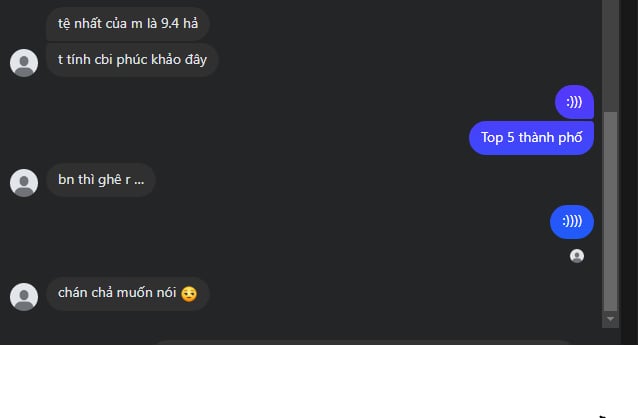 tệ nhất của m là 9.4 hả
t tính cbi phúc khảo đây
:)))
Top 5 thành phố
bn thì ghê r ...
:))))
chán chả muốn nói 😒